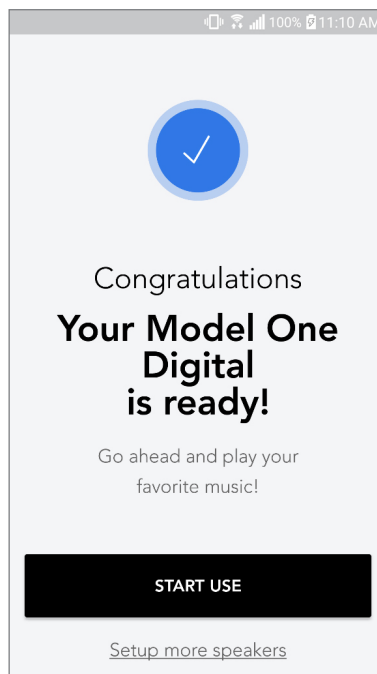 100% 11:10 AM
Congratulations
Your Model One
Digital
is ready!
Go ahead and play your
favorite music!
START USE
Setup more speakers